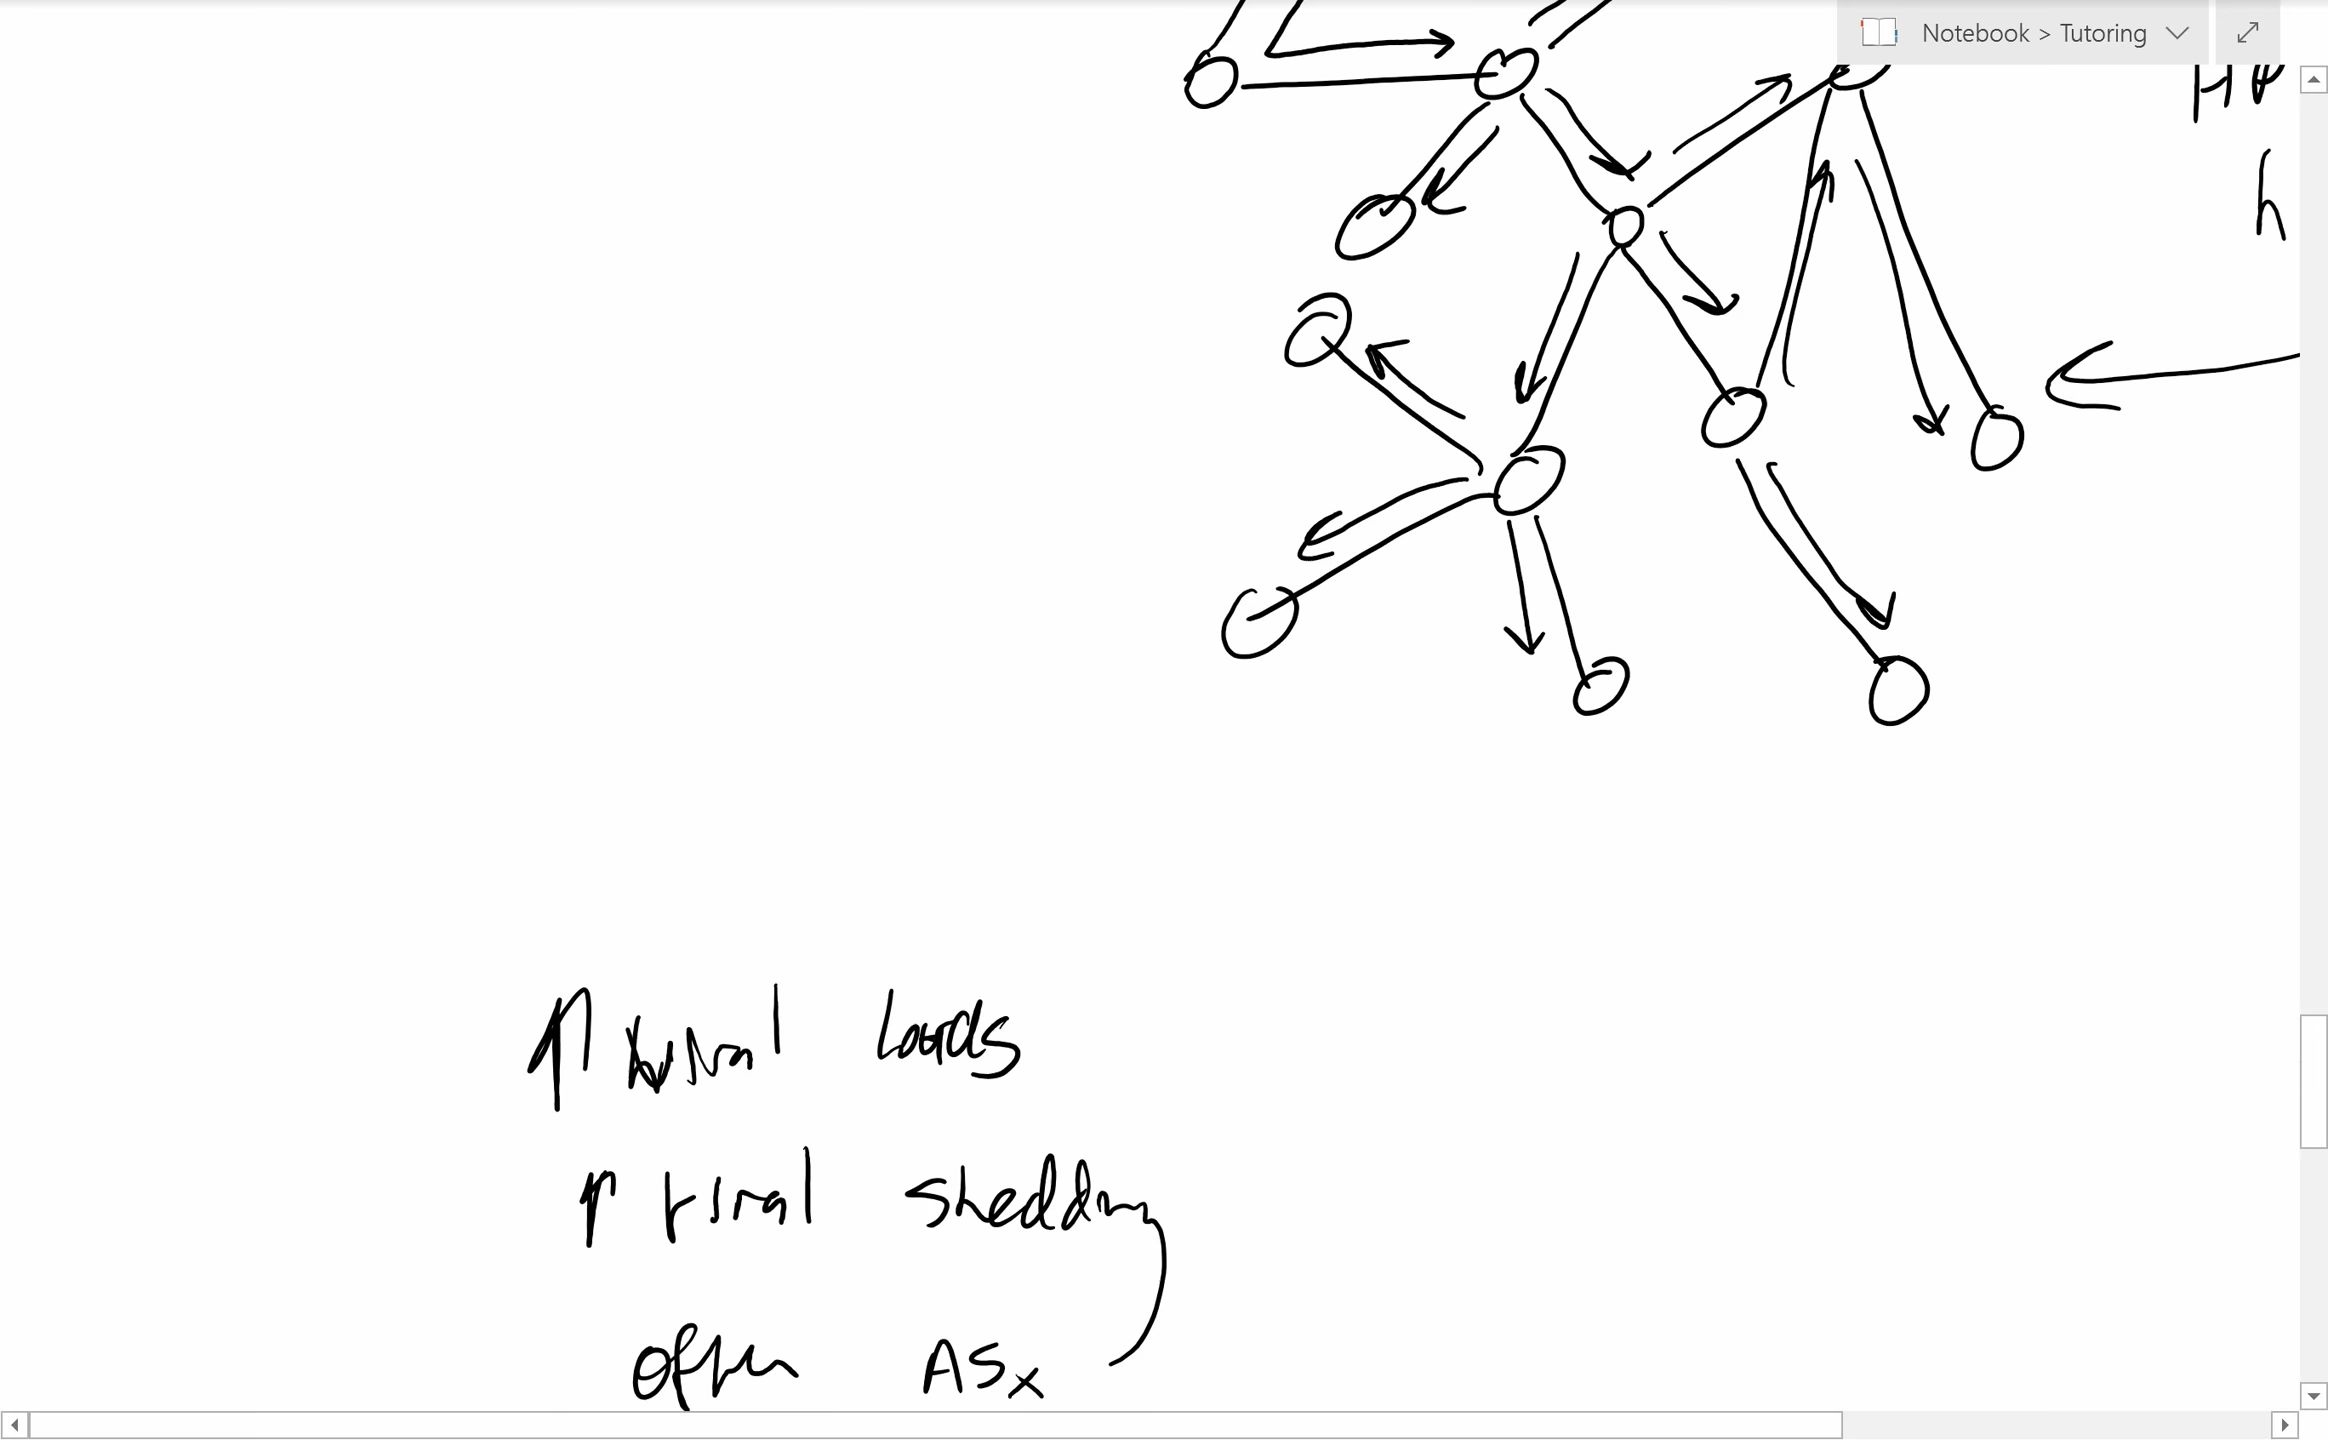 Notebook > Tutoring
h
↑ viral loads
↑ viral shedding
often ASx